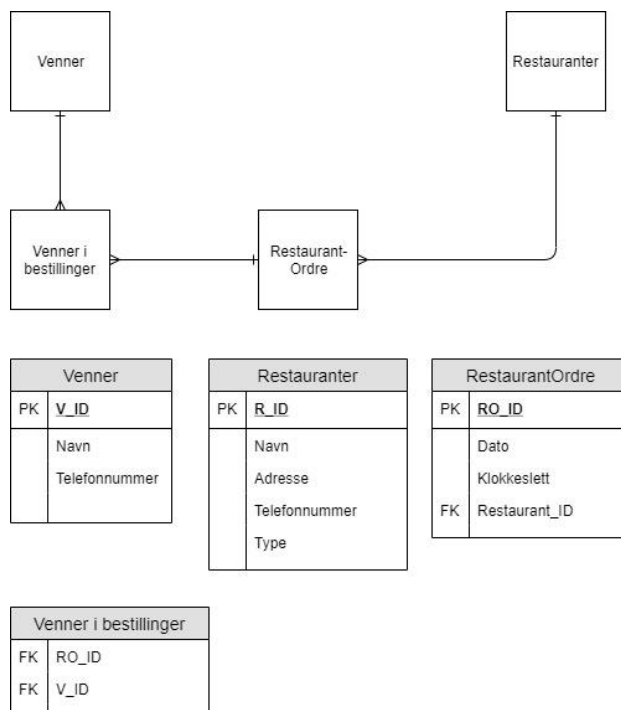 Venner
Restauranter
Venner i
bestillinger
Restaurant-
Ordre
Venner
PK V_ID
Navn
Telefonnummer
Restauranter
PK R_ID
Navn
Adresse
Telefonnummer
Type
RestaurantOrdre
PK RO_ID
Dato
Klokkeslett
FK Restaurant_ID
Venner i bestillinger
FK RO_ID
FK V_ID